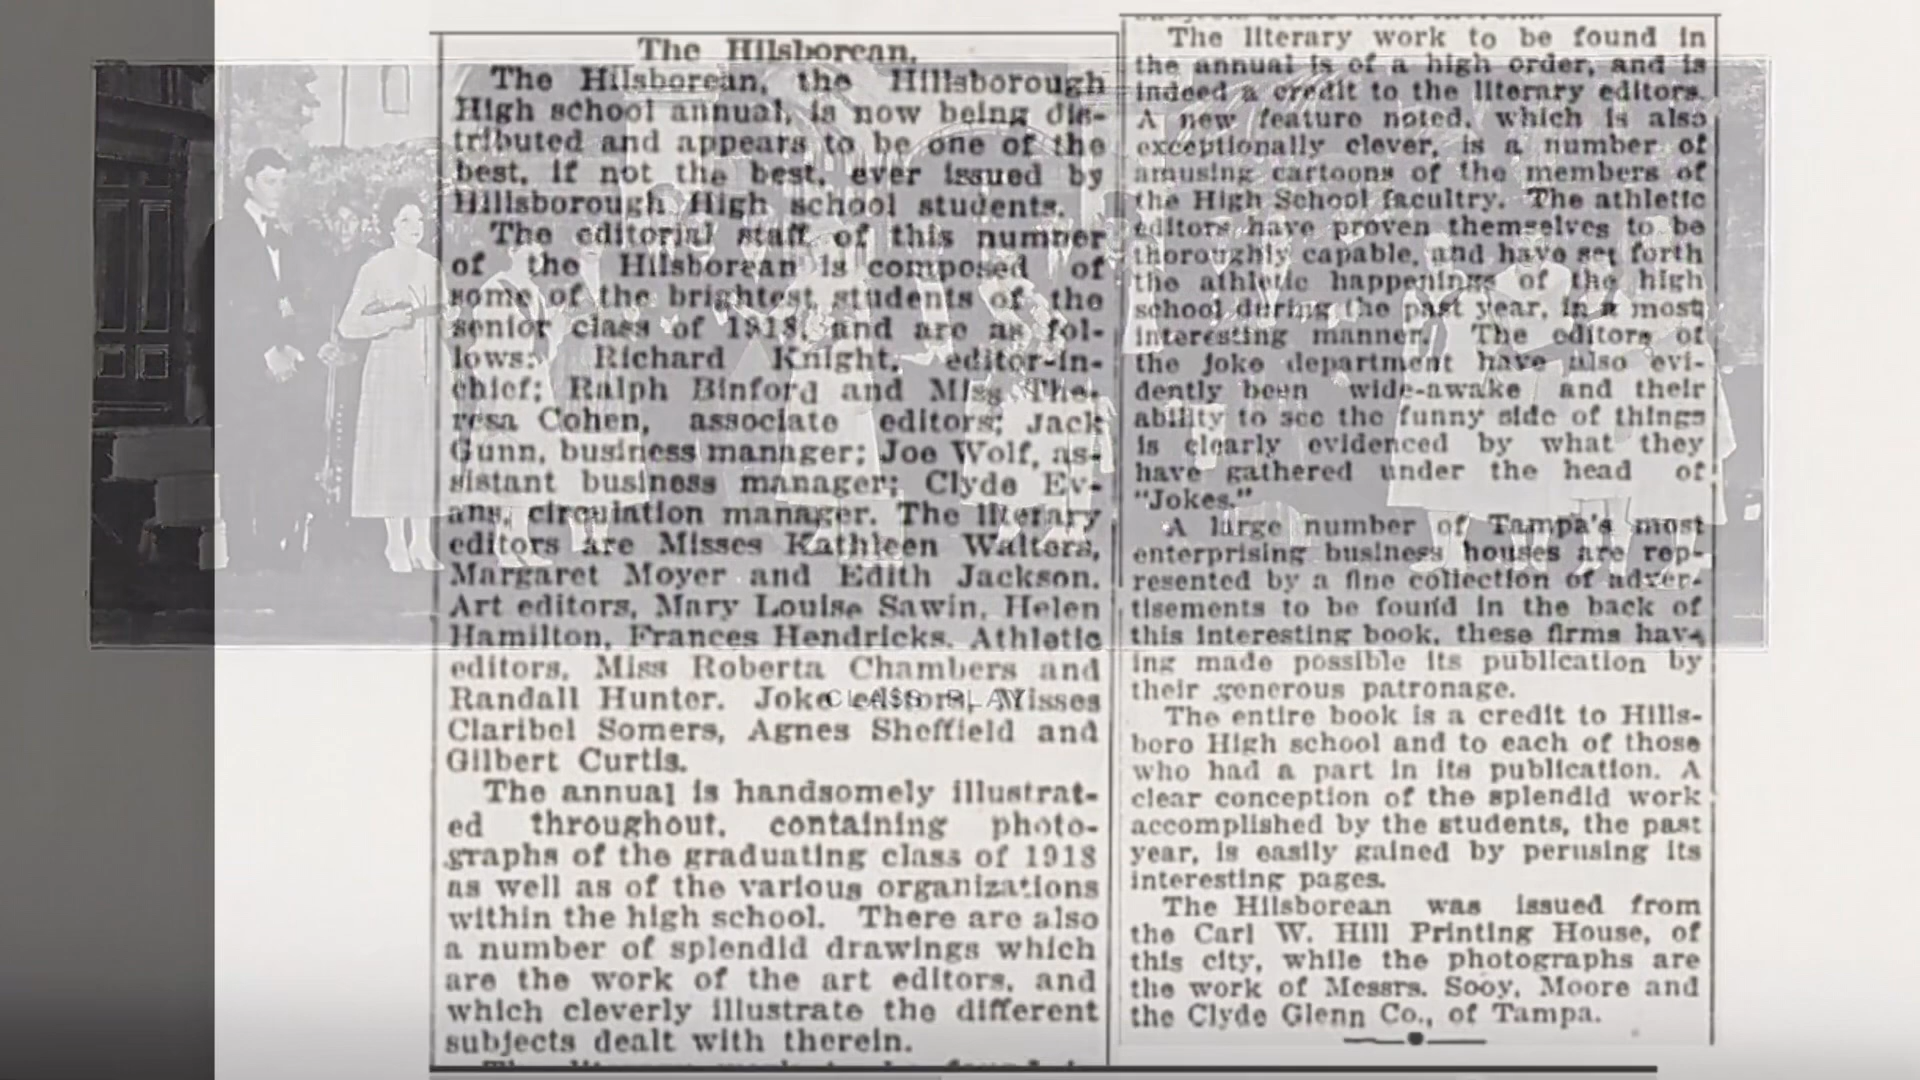 The Hilsborean.
The Hilsborean, the Hillsborough
High school annual, is now being dis-
tributed and appears to be one of the
best, if not the best, ever issued by
Hillsborough High school students.
The editorial staff of this numner
of the Hilsborean is composed of
some of the brightest students of the
senior class of 1918, and are as fol-
lows: Richard Knight, editor-in-
chief; Ralph Binford and Miss The-
resa Cohen, associate editors; Jack
Gunn, business manager; Joe Wolf, as-
sistant business manager; Clyde Ev-
ans, circulation manager. The literary
editors are Misses Kathleen Walters,
Margaret Moyer and Edith Jackson.
Art editors, Mary Louise Sawin, Helen
Hamilton, Frances Hendricks. Athletic
editors, Miss Roberta Chambers and
Randall Hunter. Joke editors, Misses
Claribel Somers, Agnes Sheffield and
Gilbert Curtis.
The annual is handsomely illustrat-
ed throughout, containing photo-
graphs of the graduating class of 1918
as well as of the various organizations
within the high school. There are also
a number of splendid drawings which
are the work of the art editors, and
which cleverly illustrate the different
subjects dealt with therein.
The literary work to be found in
the annual is of a high order, and is
indeed a credit to the literary editors.
A new feature noted, which is also
exceptionally clever, is a number of
amusing cartoons of the members of
the High School facultry. The athletic
editors have proven themselves to be
thoroughly capable, and have set forth
the athletic happenings of the high
school during the past year, in a most
interesting manner. The editors of
the joke department have also evi-
dently been wide-awake and their
ability to see the funny side of things
is clearly evidenced by what they
have gathered under the head of
"Jokes."
A large number of Tampa's most
enterprising business houses are rep-
resented by a fine collection of adver-
tisements to be found in the back of
this interesting book, these firms hav-
ing made possible its publication by
their generous patronage.
The entire book is a credit to Hills-
boro High school and to each of those
who had a part in its publication. A
clear conception of the splendid work
accomplished by the students, the past
year, is easily gained by perusing its
interesting pages.
The Hilsborean was issued from
the Carl W. Hill Printing House, of
this city, while the photographs are
the work of Messrs. Sooy, Moore and
the Clyde Glenn Co., of Tampa.
CLASS PLAY